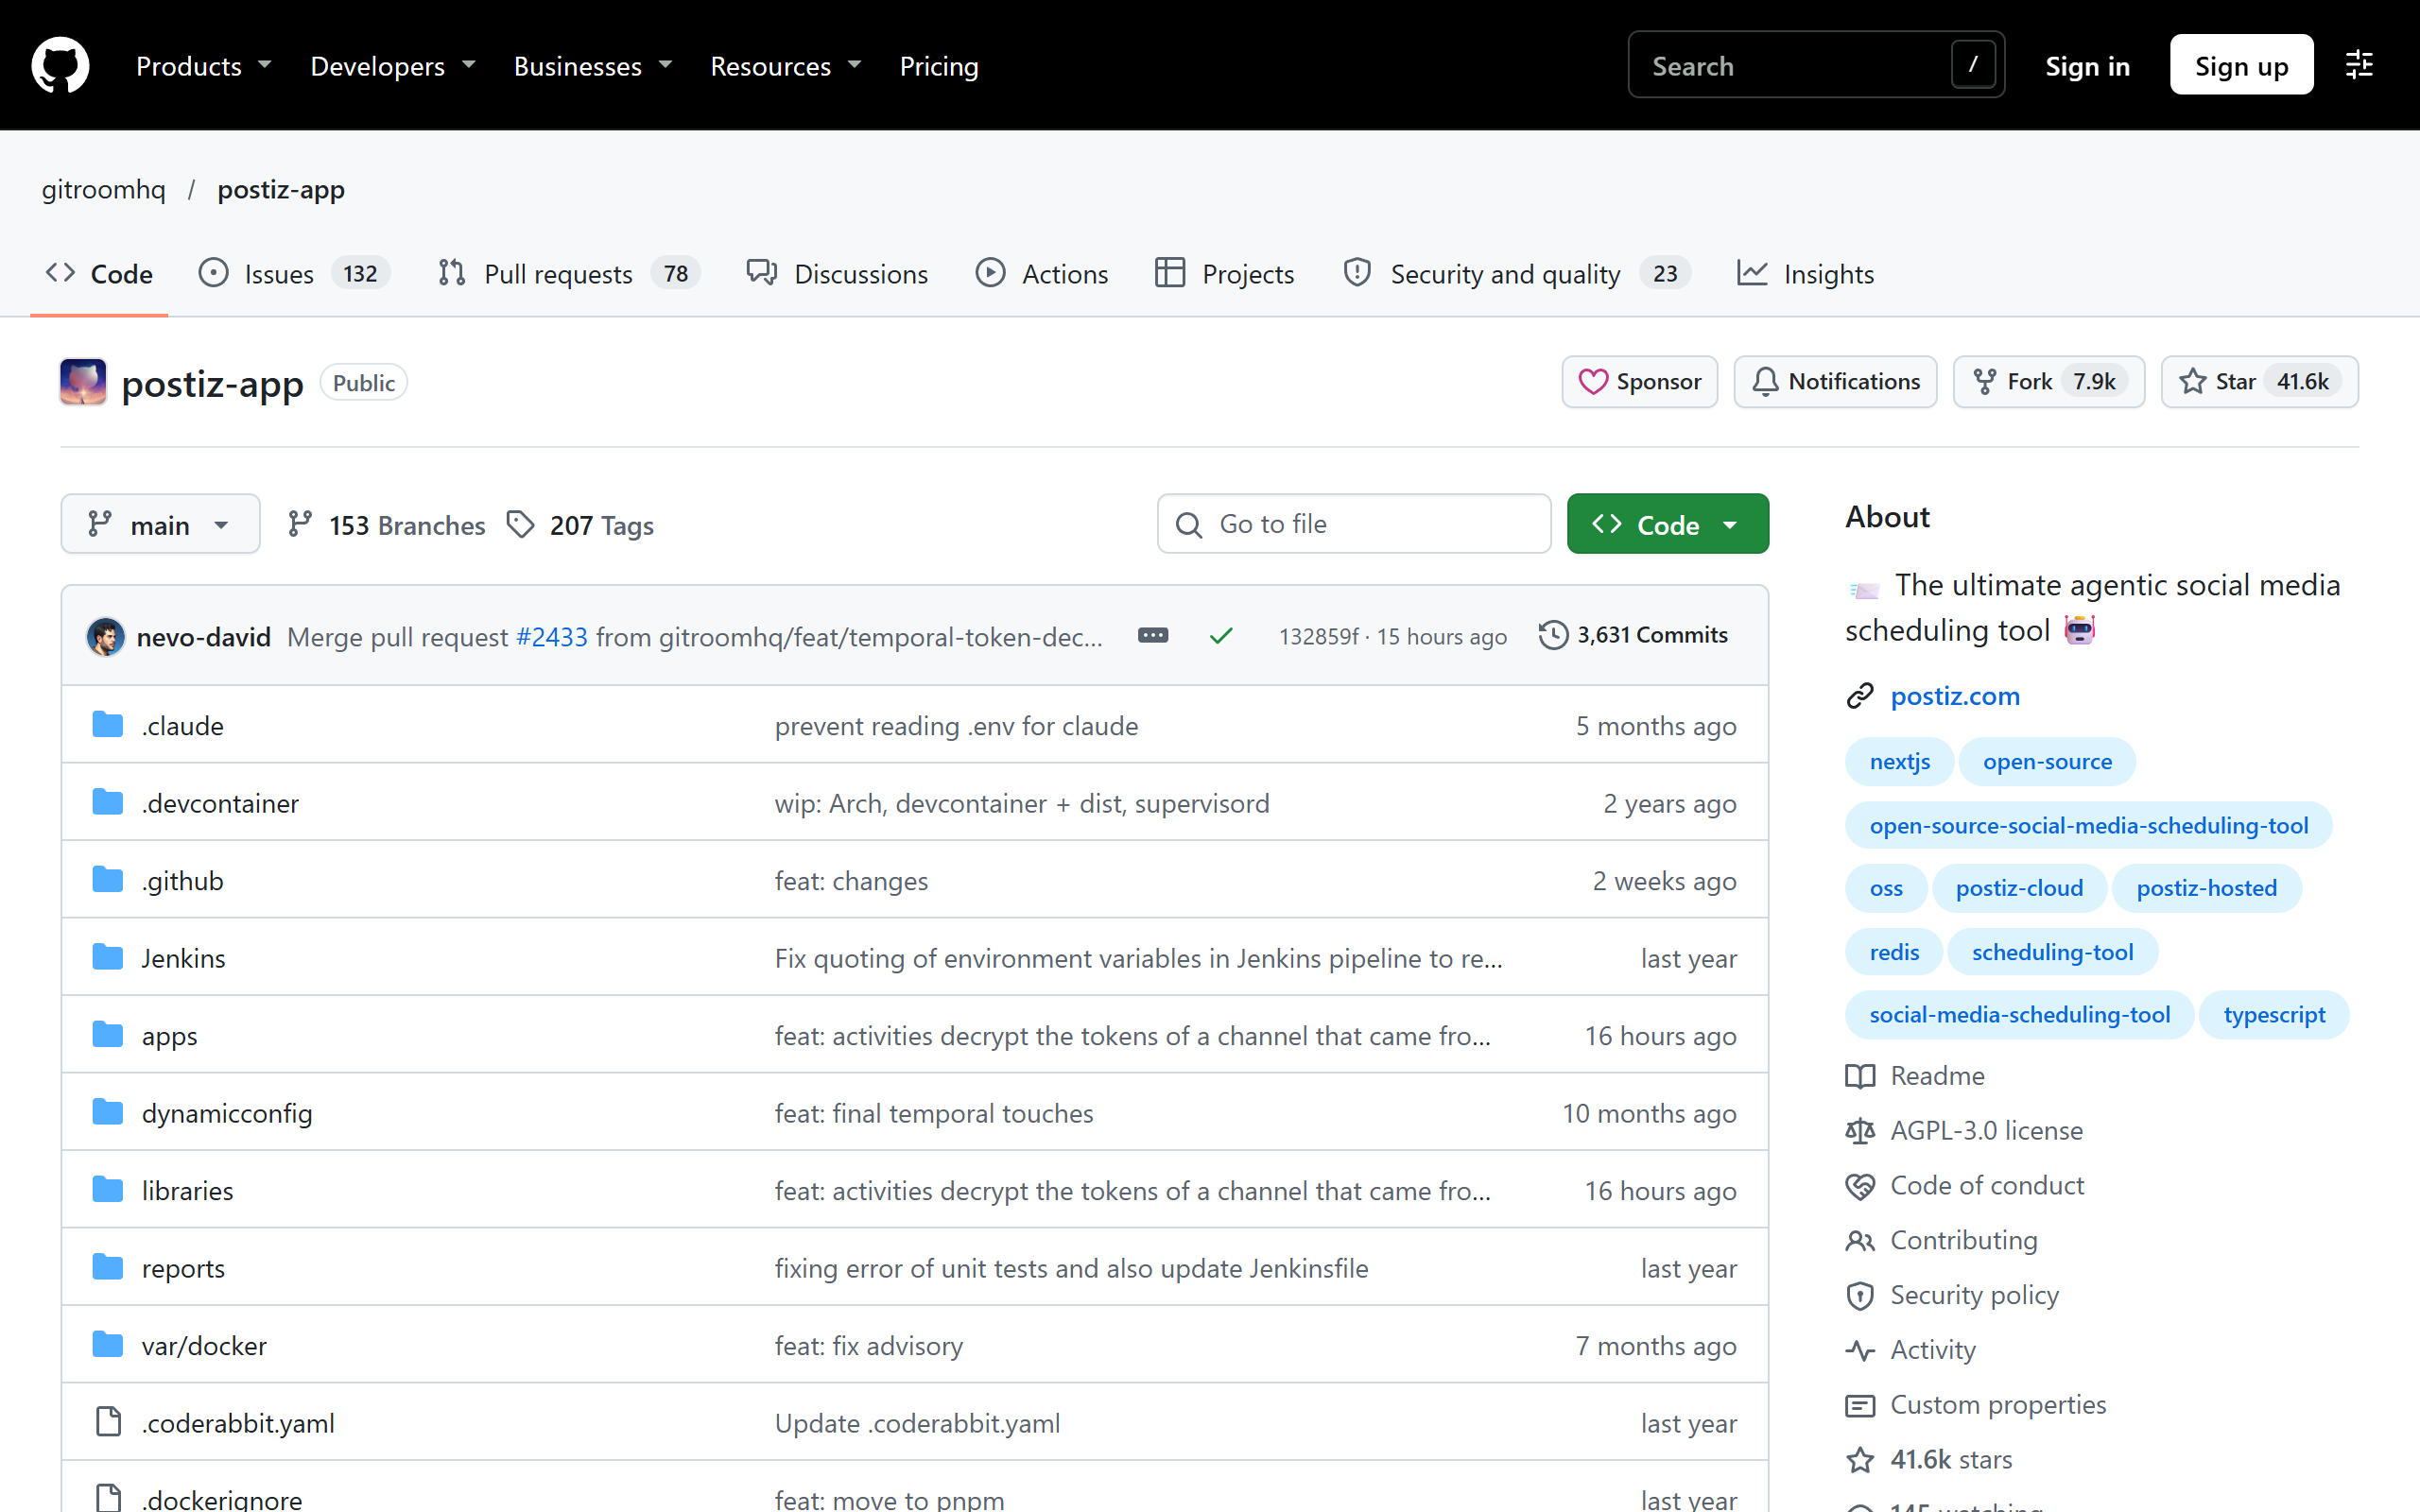 Products Developers Businesses Resources Pricing Search / Sign in Sign up
gitroomhq / postiz-app
Code Issues 132 Pull requests 78 Discussions Actions Projects Security and quality 23 Insights
postiz-app Public Sponsor Notifications Fork 7.9k Star 41.6k
main 153 Branches 207 Tags Go to file Code
nevo-david Merge pull request #2433 from gitroomhq/feat/temporal-token-dec... 132859f · 15 hours ago 3,631 Commits
.claude prevent reading .env for claude 5 months ago
.devcontainer wip: Arch, devcontainer + dist, supervisord 2 years ago
.github feat: changes 2 weeks ago
Jenkins Fix quoting of environment variables in Jenkins pipeline to re... last year
apps feat: activities decrypt the tokens of a channel that came fro... 16 hours ago
dynamicconfig feat: final temporal touches 10 months ago
libraries feat: activities decrypt the tokens of a channel that came fro... 16 hours ago
reports fixing error of unit tests and also update Jenkinsfile last year
var/docker feat: fix advisory 7 months ago
.coderabbit.yaml Update .coderabbit.yaml last year
.dockerignore feat: move to pnpm last year
About
The ultimate agentic social media
scheduling tool
postiz.com
nextjs open-source
open-source-social-media-scheduling-tool
oss postiz-cloud postiz-hosted
redis scheduling-tool
social-media-scheduling-tool typescript
Readme
AGPL-3.0 license
Code of conduct
Contributing
Security policy
Activity
Custom properties
41.6k stars
145 watching